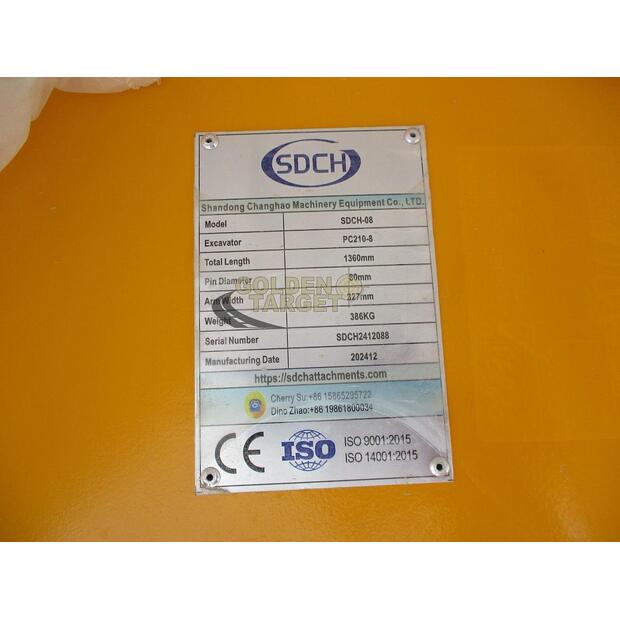 SDCH
Shandong Changhao Machinery Equipment Co., LTD.
Model SDCH-08
Excavator PC210-8
Total Length 1360mm
Pin Diameter 80mm
GOLDEN
Arm Width 327mm
TARGET
Weight 386KG
Serial Number SDCH2412088
Manufacturing Date 202412
https://sdchattachments.com
Cherry Su:+86 15865295722
Dino Zhao:+86 19861800034
CE ISO ISO 9001:2015
ISO 14001:2015